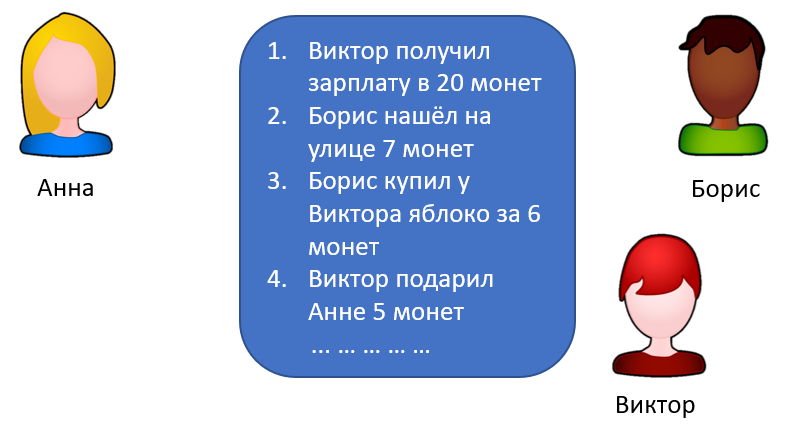 Анна
1. Виктор получил
зарплату в 20 монет
2. Борис нашёл на
улице 7 монет
3. Борис купил у
Виктора яблоко за 6
монет
4. Виктор подарил
Анне 5 монет
... ... ... ... ...
Борис
Виктор